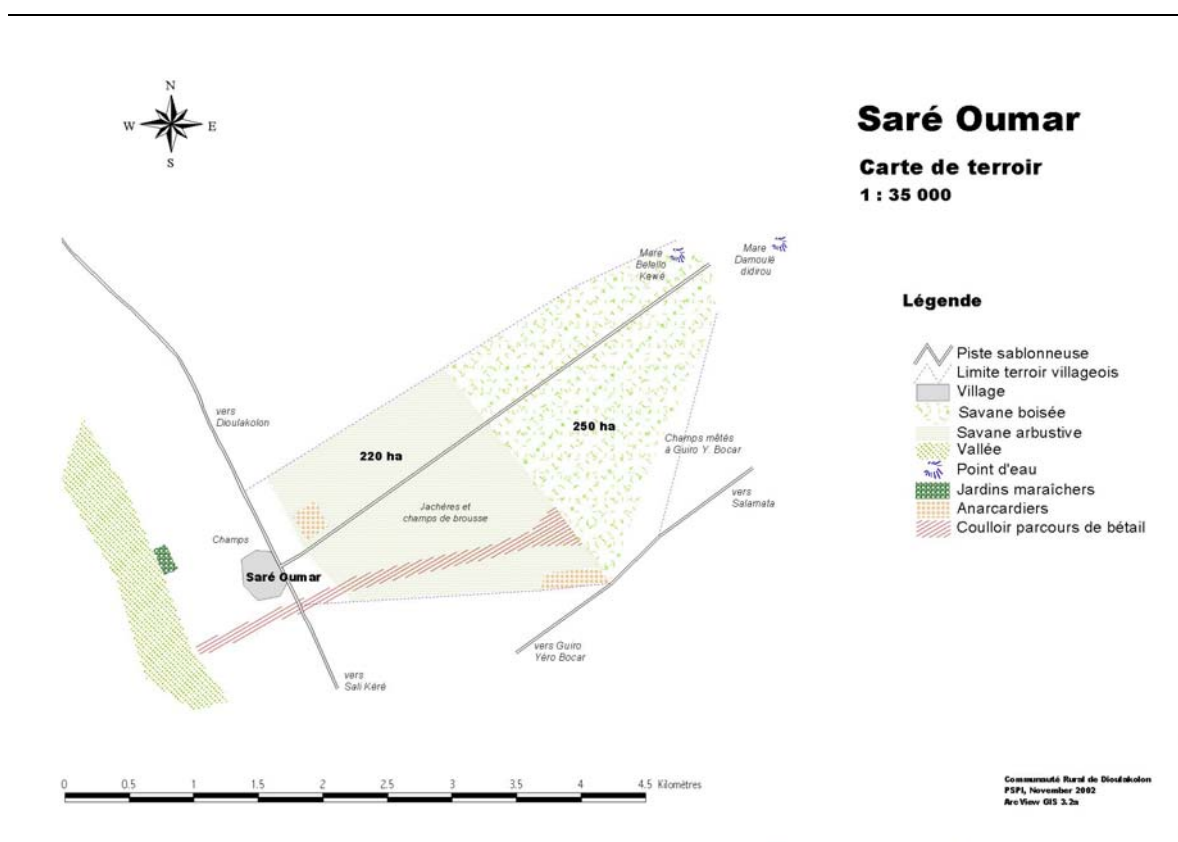 N
W E
S
Saré Oumar
Carte de terroir
1 : 35 000
Mare
Belello
Kewé
Mare
Damoulé
didirou
Légende
Piste sablonneuse
Limite terroir villageois
Village
Savane boisée
Savane arbustive
Vallée
Point d'eau
Jardins maraîchers
Anarcardiers
Coulloir parcours de bétail
vers
Dioulakolon
220 ha
250 ha
Champs mêtés
à Guiro Y. Bocar
vers
Salamata
Jachéres et
champs de brousse
Champs
Saré Oumar
vers Guiro
Yéro Bocar
vers
Sali Kéré
0 0.5 1 1.5 2 2.5 3 3.5 4 4.5 Kilomètres
Communauté Rural de Dioulakolon
PSPI, November 2002
ArcView GIS 3.2a